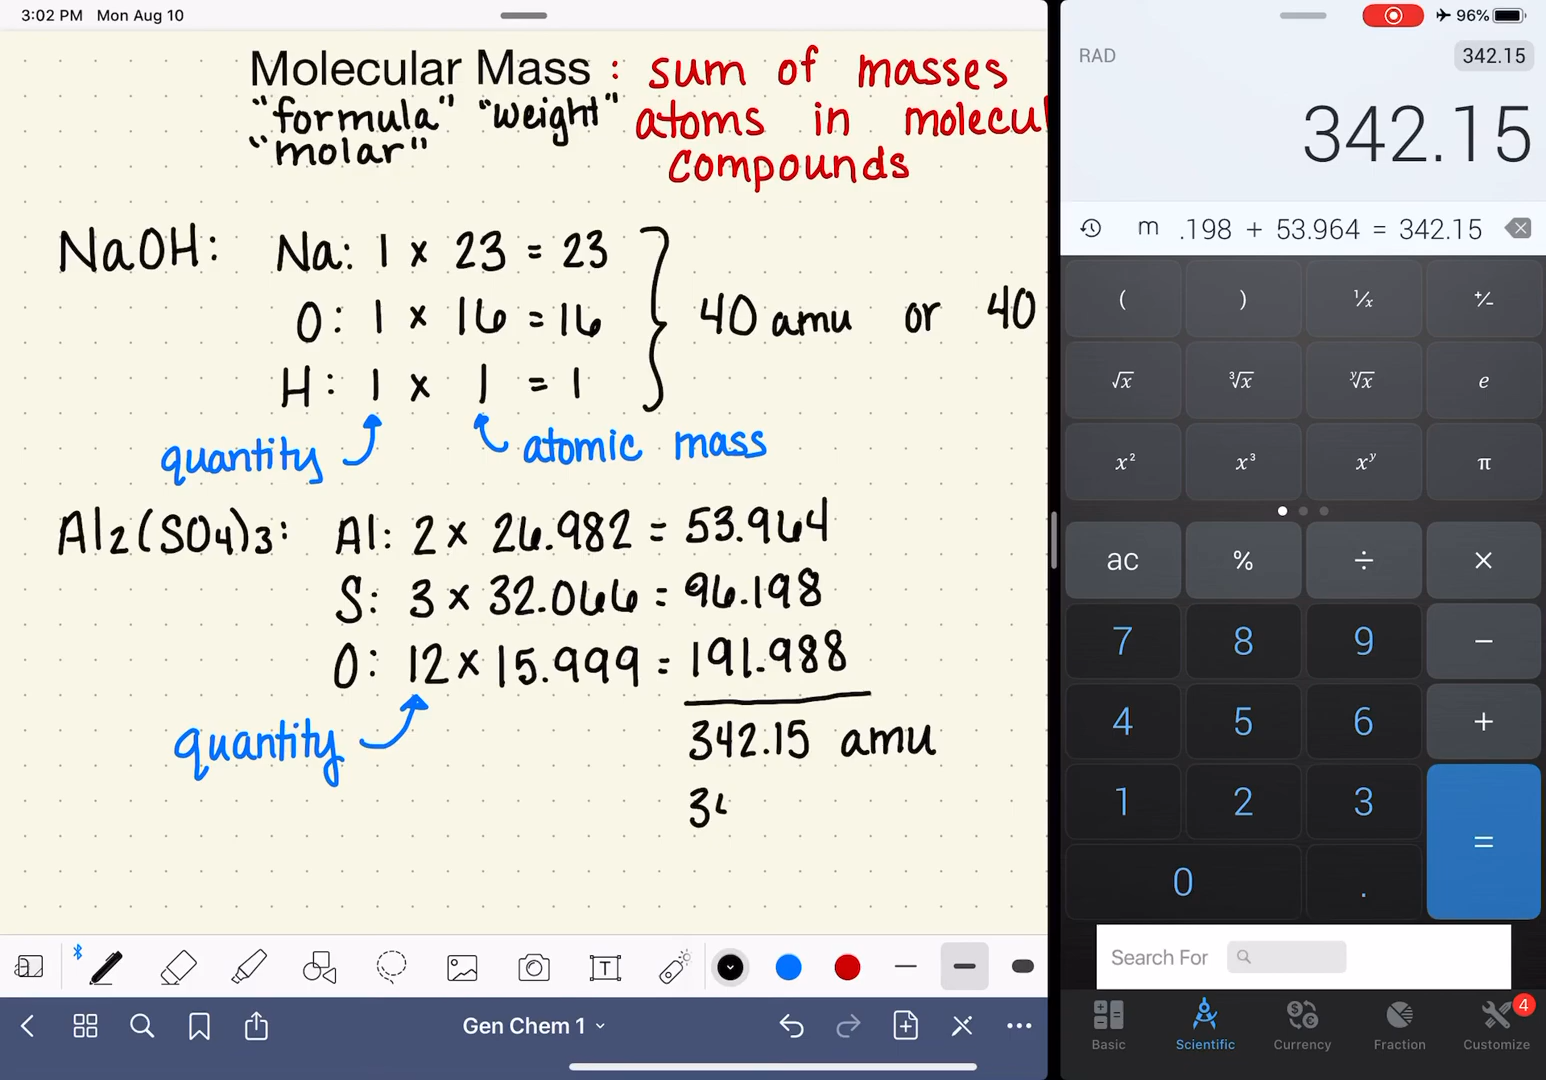 3:02 PM Mon Aug 10
Molecular Mass : sum of masses
"formula" "weight" atoms in molecul
"molar" compounds
NaOH: Na: 1 x 23 = 23
O: 1 x 16 = 16
40 amu or 40
H: 1 x 1 = 1
quantity atomic mass
Al2(SO4)3: Al: 2 x 26.982 = 53.964
S: 3 x 32.066 = 96.198
O: 12 x 15.999 = 191.988
quantity
342.15 amu
34
T
Gen Chem 1
96%
RAD 342.15
342.15
m .198 + 53.964 = 342.15
( ) 1/x +/-
√x ³√x ʸ√x e
x² x³ xʸ π
ac % ÷ ×
7 8 9 −
4 5 6 +
1 2 3 =
0 .
Search For
4
Basic Scientific Currency Fraction Customize